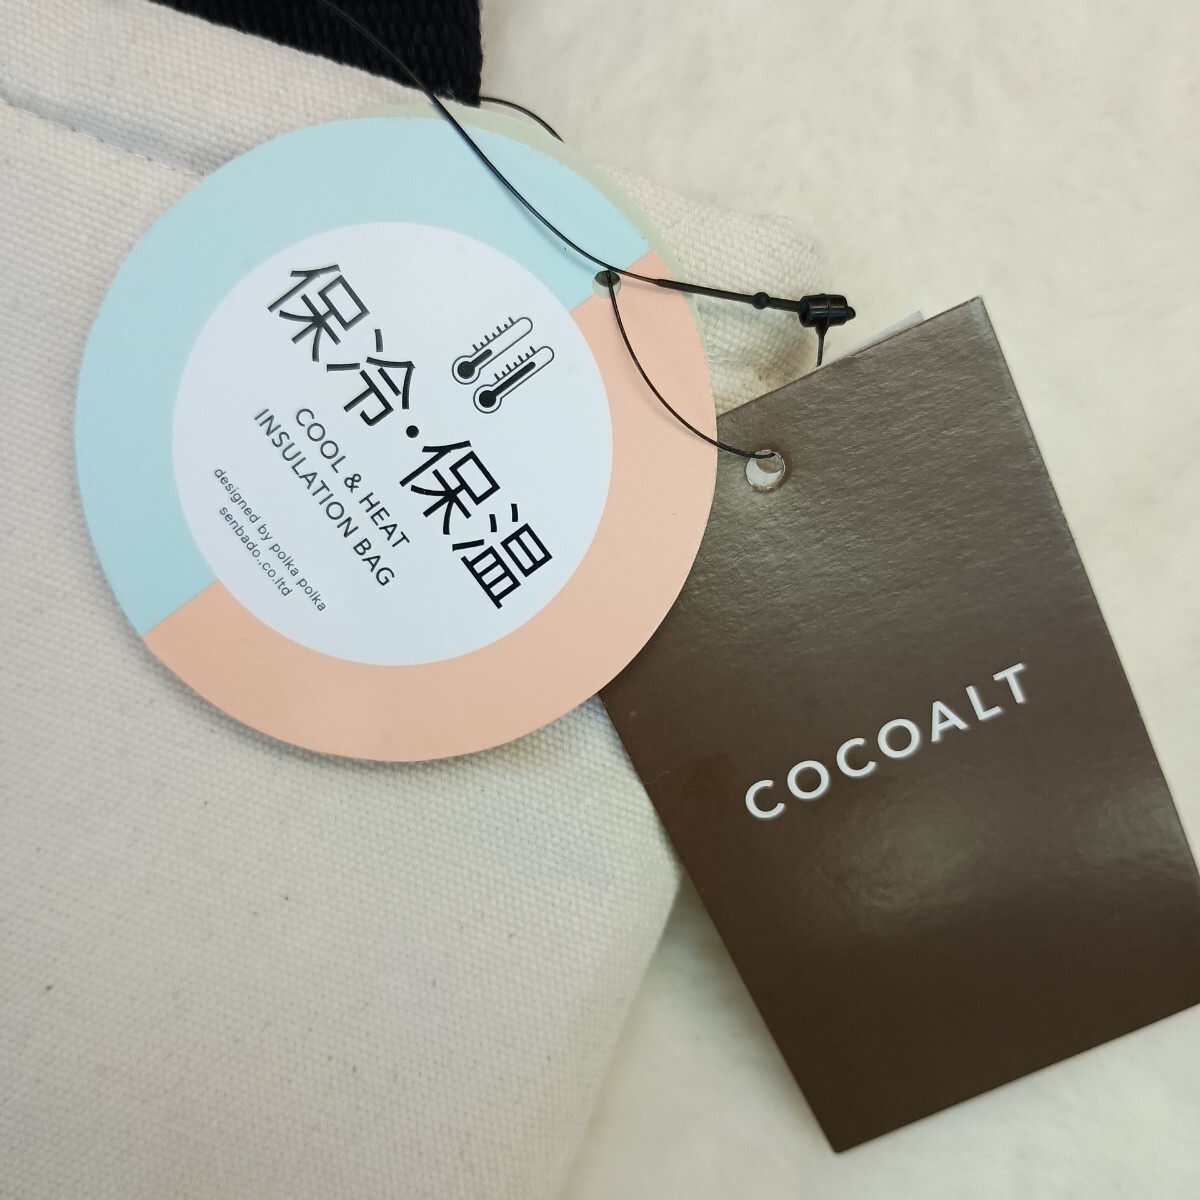 保冷・保温
COOL & HEAT
INSULATION BAG
designed by polka polka
senbado.,co.ltd
COCOALT